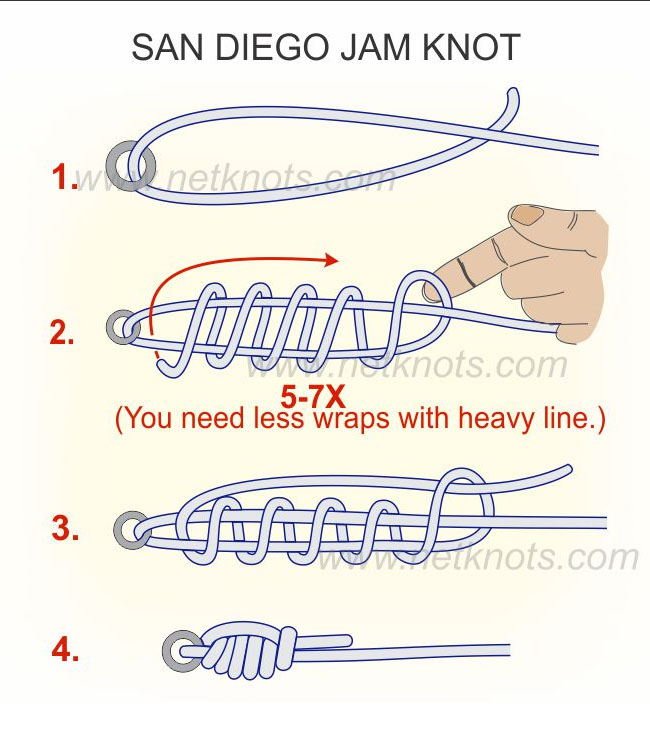 SAN DIEGO JAM KNOT
1.
www.netknots.com
2.
www.netknots.com
5-7X
(You need less wraps with heavy line.)
3.
www.netknots.com
4.